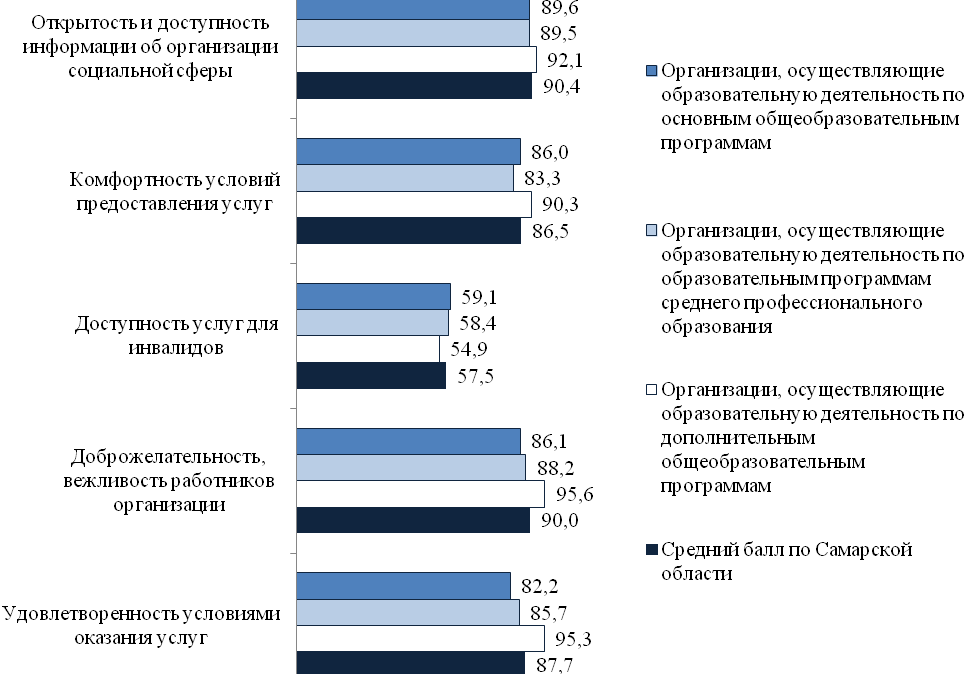 Открытость и доступность
информации об организации
социальной сферы
89,6
89,5
92,1
90,4
Комфортность условий
предоставления услуг
86,0
83,3
90,3
86,5
Доступность услуг для
инвалидов
59,1
58,4
54,9
57,5
Доброжелательность,
вежливость работников
организации
86,1
88,2
95,6
90,0
Удовлетворенность условиями
оказания услуг
82,2
85,7
95,3
87,7
Организации, осуществляющие
образовательную деятельность по
основным общеобразовательным
программам
Организации, осуществляющие
образовательную деятельность по
образовательным программам
среднего профессионального
образования
Организации, осуществляющие
образовательную деятельность по
дополнительным
общеобразовательным
программам
Средний балл по Самарской
области